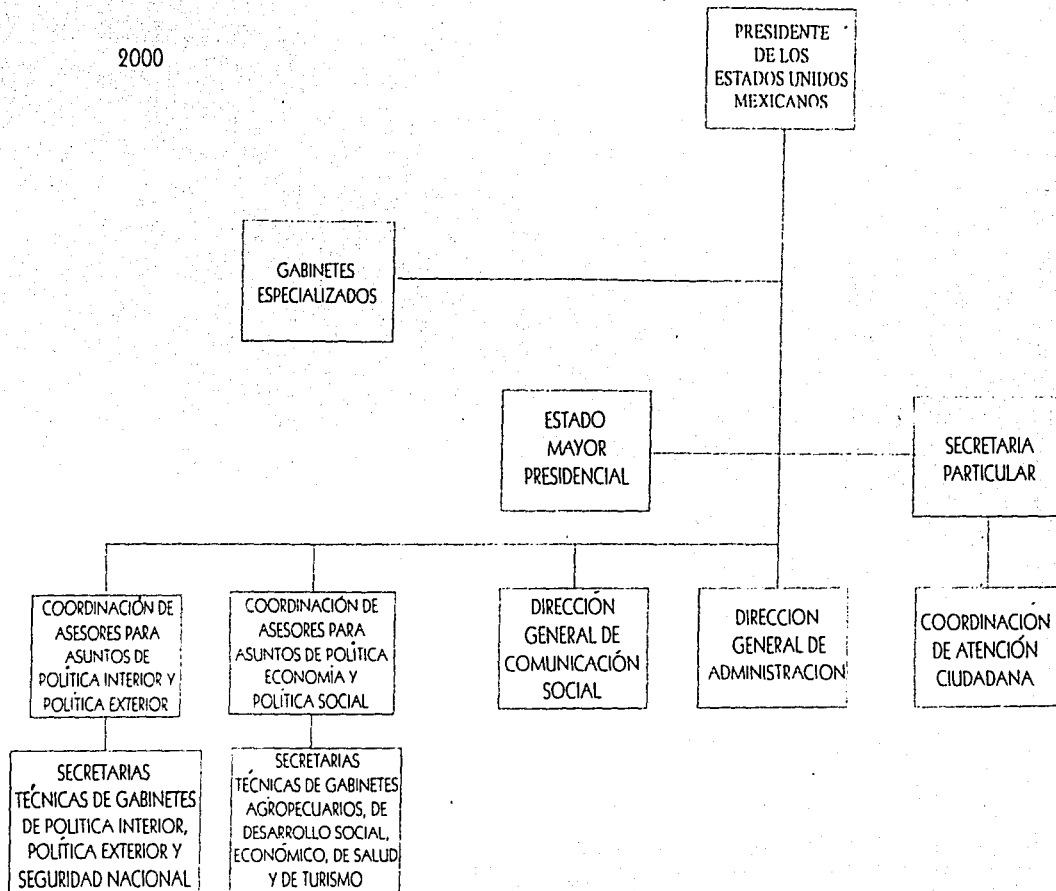 2000
PRESIDENTE
DE LOS
ESTADOS UNIDOS
MEXICANOS
GABINETES
ESPECIALIZADOS
ESTADO
MAYOR
PRESIDENCIAL
SECRETARIA
PARTICULAR
COORDINACIÓN DE
ASESORES PARA
ASUNTOS DE
POLÍTICA INTERIOR Y
POLÍTICA EXTERIOR
COORDINACIÓN DE
ASESORES PARA
ASUNTOS DE POLÍTICA
ECONOMÍA Y
POLÍTICA SOCIAL
DIRECCIÓN
GENERAL DE
COMUNICACIÓN
SOCIAL
DIRECCION
GENERAL DE
ADMINISTRACION
COORDINACIÓN
DE ATENCIÓN
CIUDADANA
SECRETARIAS
TÉCNICAS DE GABINETES
DE POLITICA INTERIOR,
POLÍTICA EXTERIOR Y
SEGURIDAD NACIONAL
SECRETARIAS
TÉCNICAS DE GABINETES
AGROPECUARIOS, DE
DESARROLLO SOCIAL,
ECONÓMICO, DE SALUD
Y DE TURISMO